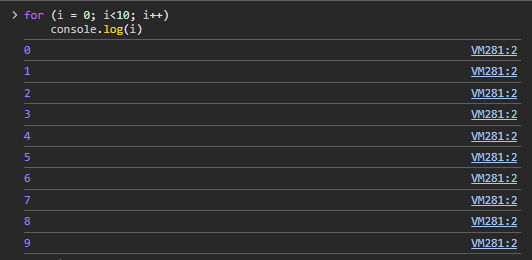 for (i = 0; i<10; i++)
console.log(i)
0 VM281:2
1 VM281:2
2 VM281:2
3 VM281:2
4 VM281:2
5 VM281:2
6 VM281:2
7 VM281:2
8 VM281:2
9 VM281:2